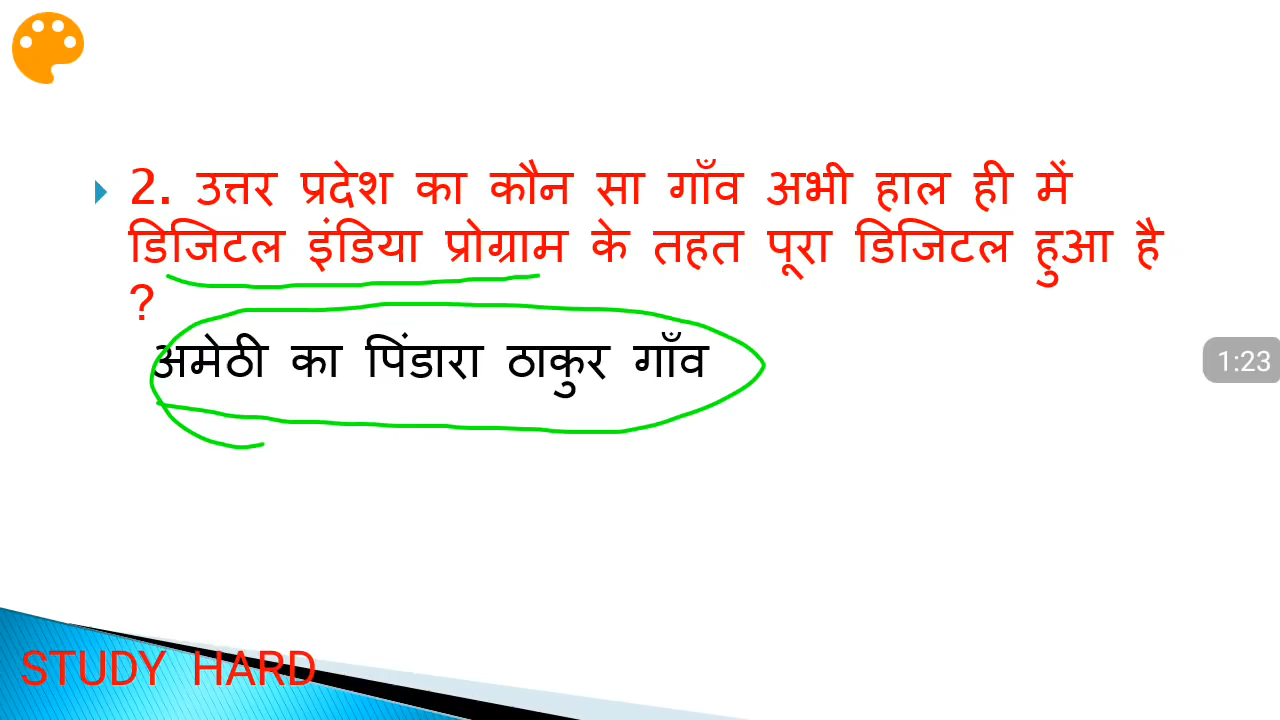 2. उत्तर प्रदेश का कौन सा गाँव अभी हाल ही में
डिजिटल इंडिया प्रोग्राम के तहत पूरा डिजिटल हुआ है
?
अमेठी का पिंडारा ठाकुर गाँव
1:23
STUDY HARD